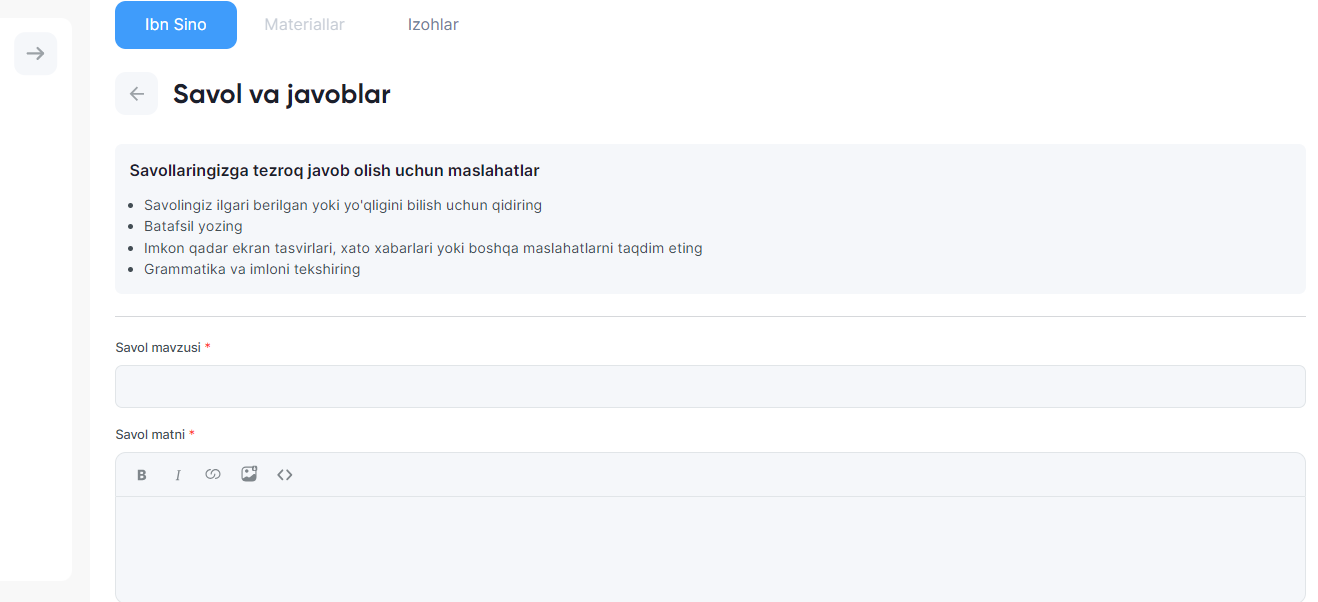 Ibn Sino Materiallar Izohlar
Savol va javoblar
Savollaringizga tezroq javob olish uchun maslahatlar
Savolingiz ilgari berilgan yoki yo'qligini bilish uchun qidiring
Batafsil yozing
Imkon qadar ekran tasvirlari, xato xabarlari yoki boshqa maslahatlarni taqdim eting
Grammatika va imloni tekshiring
Savol mavzusi *
Savol matni *
B I